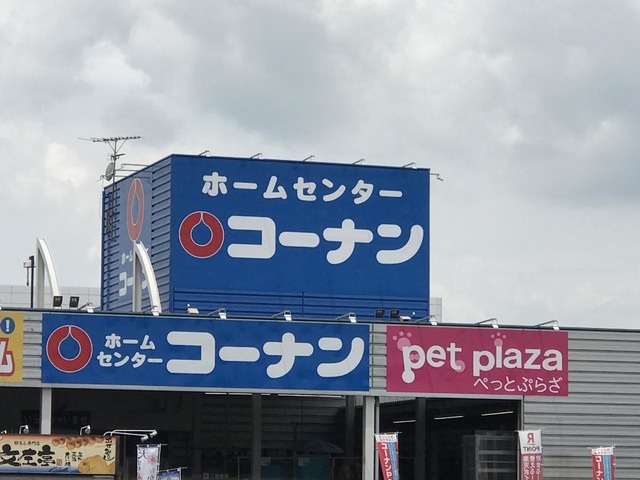 ホームセンター
コーナン
ホーム
センター
コーナン
pet plaza
ぺっとぷらざ
R
POINT